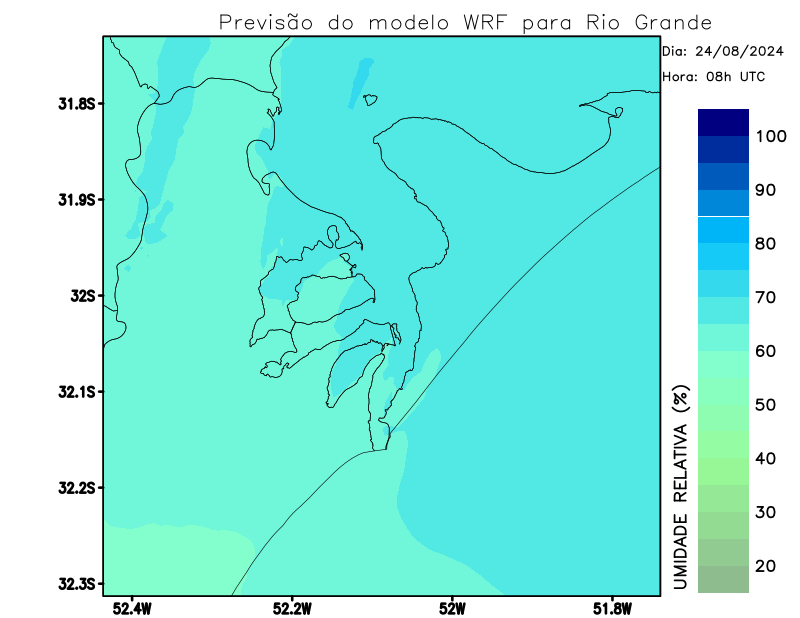 Previsão do modelo WRF para Rio Grande
Dia: 24/08/2024
Hora: 08h UTC
31.8S
31.9S
32S
32.1S
32.2S
32.3S
52.4W
52.2W
52W
51.8W
100
90
80
70
60
50
40
30
20
UMIDADE RELATIVA (%)